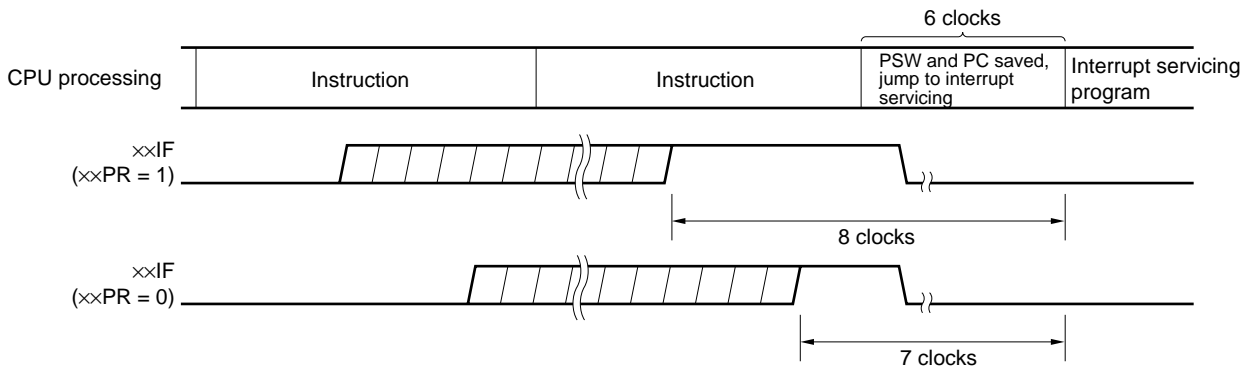 6 clocks
CPU processing
Instruction
Instruction
PSW and PC saved,
jump to interrupt
servicing
Interrupt servicing
program
××IF
(××PR = 1)
8 clocks
××IF
(××PR = 0)
7 clocks